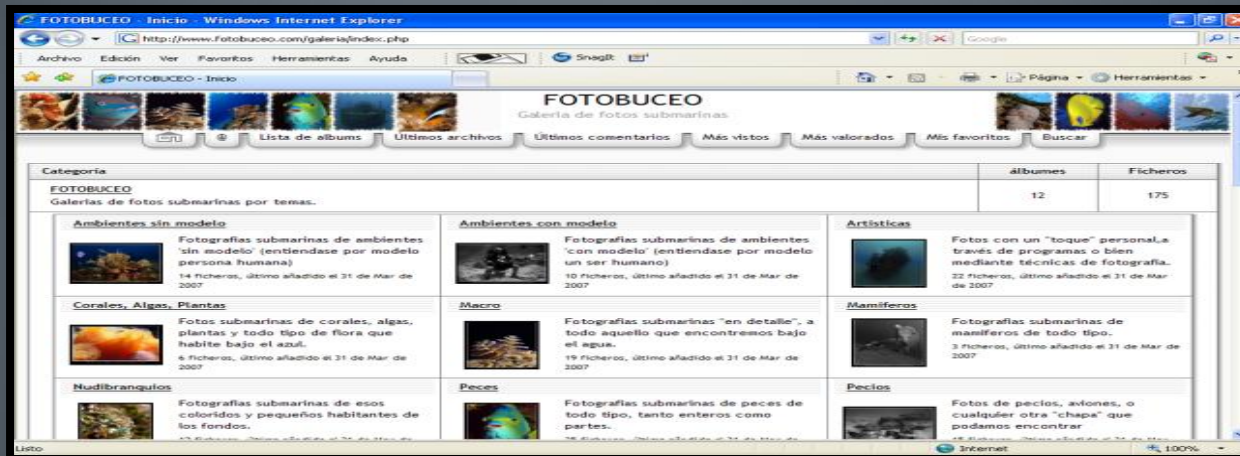 FOTOBUCEO - Inicio - Windows Internet Explorer
http://www.fotobuceo.com/galeria/index.php
Google
Archivo Edición Ver Favoritos Herramientas Ayuda
SnagIt
FOTOBUCEO - Inicio
Página
Herramientas
FOTOBUCEO
Galería de fotos submarinas
Lista de albums Últimos archivos Últimos comentarios Más vistos Más valorados Mis favoritos Buscar
Categoría álbumes Ficheros
FOTOBUCEO
Galerías de fotos submarinas por temas.
12 175
Ambientes sin modelo
Fotografías submarinas de ambientes
'sin modelo' (entiendase por modelo
persona humana)
14 ficheros, último añadido el 31 de Mar de
2007
Ambientes con modelo
Fotografías submarinas de ambientes
'con modelo' (entiendase por modelo
un ser humano)
10 ficheros, último añadido el 31 de Mar de
2007
Artísticas
Fotos con un "toque" personal,a
través de programas o bien
mediante técnicas de fotografía.
22 ficheros, último añadido el 31 de Mar
de 2007
Corales, Algas, Plantas
Fotos submarinas de corales, algas,
plantas y todo tipo de flora que
habite bajo el azul.
6 ficheros, último añadido el 31 de Mar de
2007
Macro
Fotografías submarinas "en detalle", a
todo aquello que encontremos bajo
el agua.
19 ficheros, último añadido el 31 de Mar de
2007
Mamíferos
Fotografías submarinas de
mamíferos de todo tipo.
3 ficheros, último añadido el 31 de Mar de
2007
Nudibranquios
Fotografías submarinas de esos
coloridos y pequeños habitantes de
los fondos.
Peces
Fotografías submarinas de peces de
todo tipo, tanto enteros como
partes.
Pecios
Fotos de pecios, aviones, o
cualquier otra "chapa" que
podamos encontrar
Listo
Internet
100%